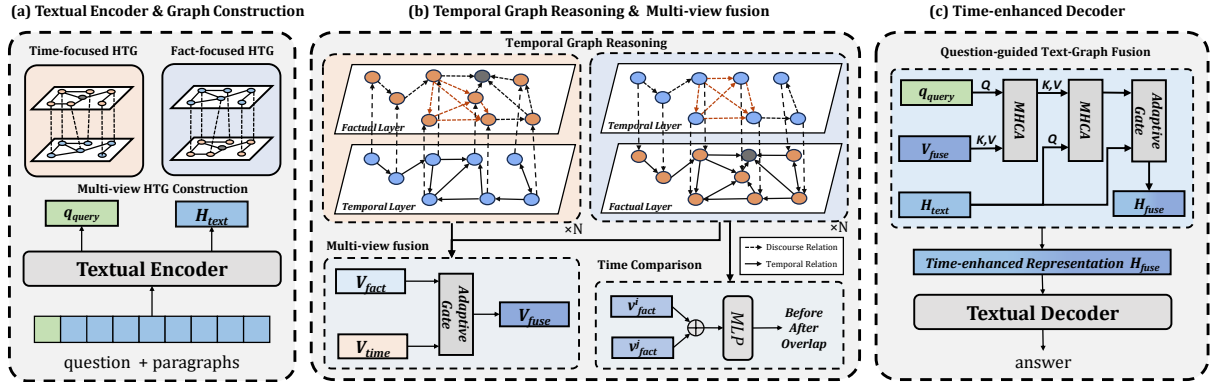 (a) Textual Encoder & Graph Construction
Time-focused HTG
Fact-focused HTG
Multi-view HTG Construction
q_query
H_text
Textual Encoder
question + paragraphs
(b) Temporal Graph Reasoning & Multi-view fusion
Temporal Graph Reasoning
Factual Layer
Temporal Layer
×N
Temporal Layer
Factual Layer
×N
Discourse Relation
Temporal Relation
Multi-view fusion
V_fact
V_time
Adaptive
Gate
V_fuse
Time Comparison
v^i_fact
v^j_fact
MLP
Before
After
Overlap
(c) Time-enhanced Decoder
Question-guided Text-Graph Fusion
q_query
Q
K,V
V_fuse
K,V
Q
H_text
MHCA
MHCA
Adaptive
Gate
H_fuse
Time-enhanced Representation H_fuse
Textual Decoder
answer